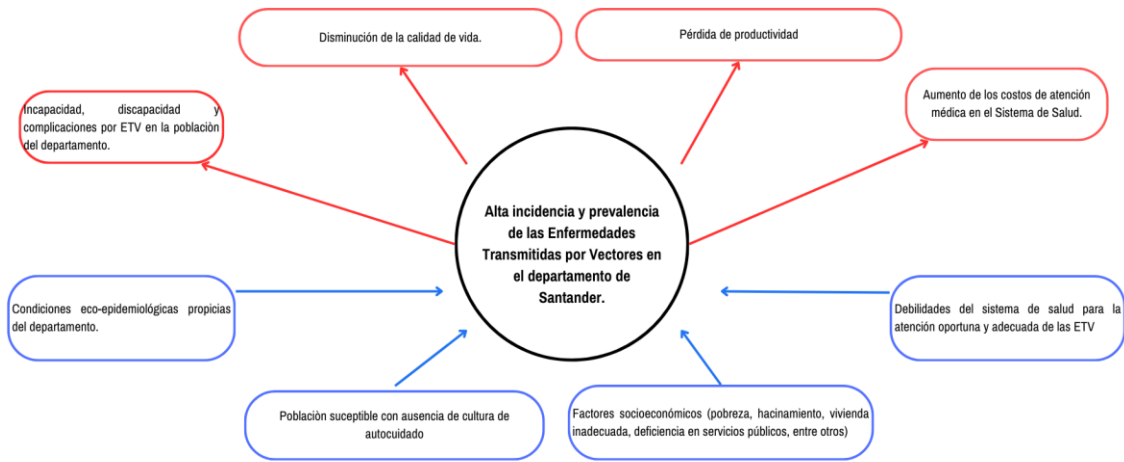 Disminución de la calidad de vida.
Pérdida de productividad
Incapacidad, discapacidad y
complicaciones por ETV en la poblaciòn
del departamento.
Aumento de los costos de atención
médica en el Sistema de Salud.
Alta incidencia y prevalencia
de las Enfermedades
Transmitidas por Vectores en
el departamento de
Santander.
Condiciones eco-epidemiológicas propicias
del departamento.
Debilidades del sistema de salud para la
atención oportuna y adecuada de las ETV
Poblaciòn suceptible con ausencia de cultura de
autocuidado
Factores socioeconómicos (pobreza, hacinamiento, vivienda
inadecuada, deficiencia en servicios públicos, entre otros)